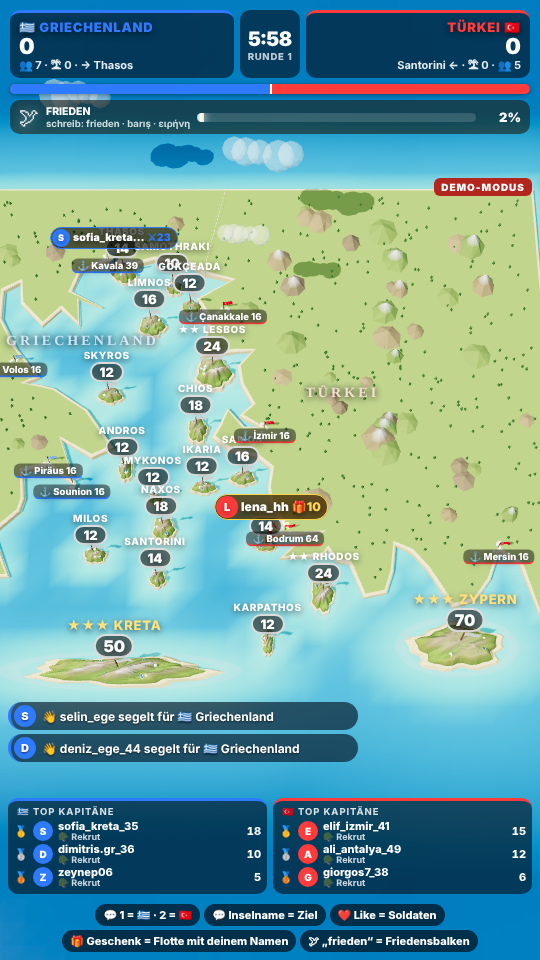 🇬🇷 GRIECHENLAND
0
👥 7 · 🏝 0 · → Thasos
5:58
RUNDE 1
TÜRKEI 🇹🇷
0
Santorini ← · 🏝 0 · 👥 5
🕊 FRIEDEN
schreib: frieden · barış · ειρήνη
2%
DEMO-MODUS
S sofia_kreta… X23
14
⚓ Kavala 39
GÖKÇEADA
12
LIMNOS
16
⚓ Çanakkale 16
★★ LESBOS
24
GRIECHENLAND
SKYROS
12
Volos 16
TÜRKEI
CHIOS
18
ANDROS
12
⚓ İzmir 16
16
IKARIA
12
MYKONOS
12
⚓ Piräus 16
⚓ Sounion 16
NAXOS
18
L lena_hh 🎁10
14
⚓ Bodrum 64
MILOS
12
SANTORINI
14
★★ RHODOS
24
⚓ Mersin 16
KARPATHOS
12
★★★ ZYPERN
70
★★★ KRETA
50
S 👋 selin_ege segelt für 🇬🇷 Griechenland
D 👋 deniz_ege_44 segelt für 🇬🇷 Griechenland
🇬🇷 TOP KAPITÄNE
🥇 S sofia_kreta_35 18
🪖 Rekrut
🥈 D dimitris.gr_36 10
🪖 Rekrut
🥉 Z zeynep06 5
🪖 Rekrut
🇹🇷 TOP KAPITÄNE
🥇 E elif_izmir_41 15
🪖 Rekrut
🥈 A ali_antalya_49 12
🪖 Rekrut
🥉 G giorgos7_38 6
🪖 Rekrut
💬 1 = 🇬🇷 · 2 = 🇹🇷
💬 Inselname = Ziel
❤️ Like = Soldaten
🎁 Geschenk = Flotte mit deinem Namen
🕊 „frieden“ = Friedensbalken